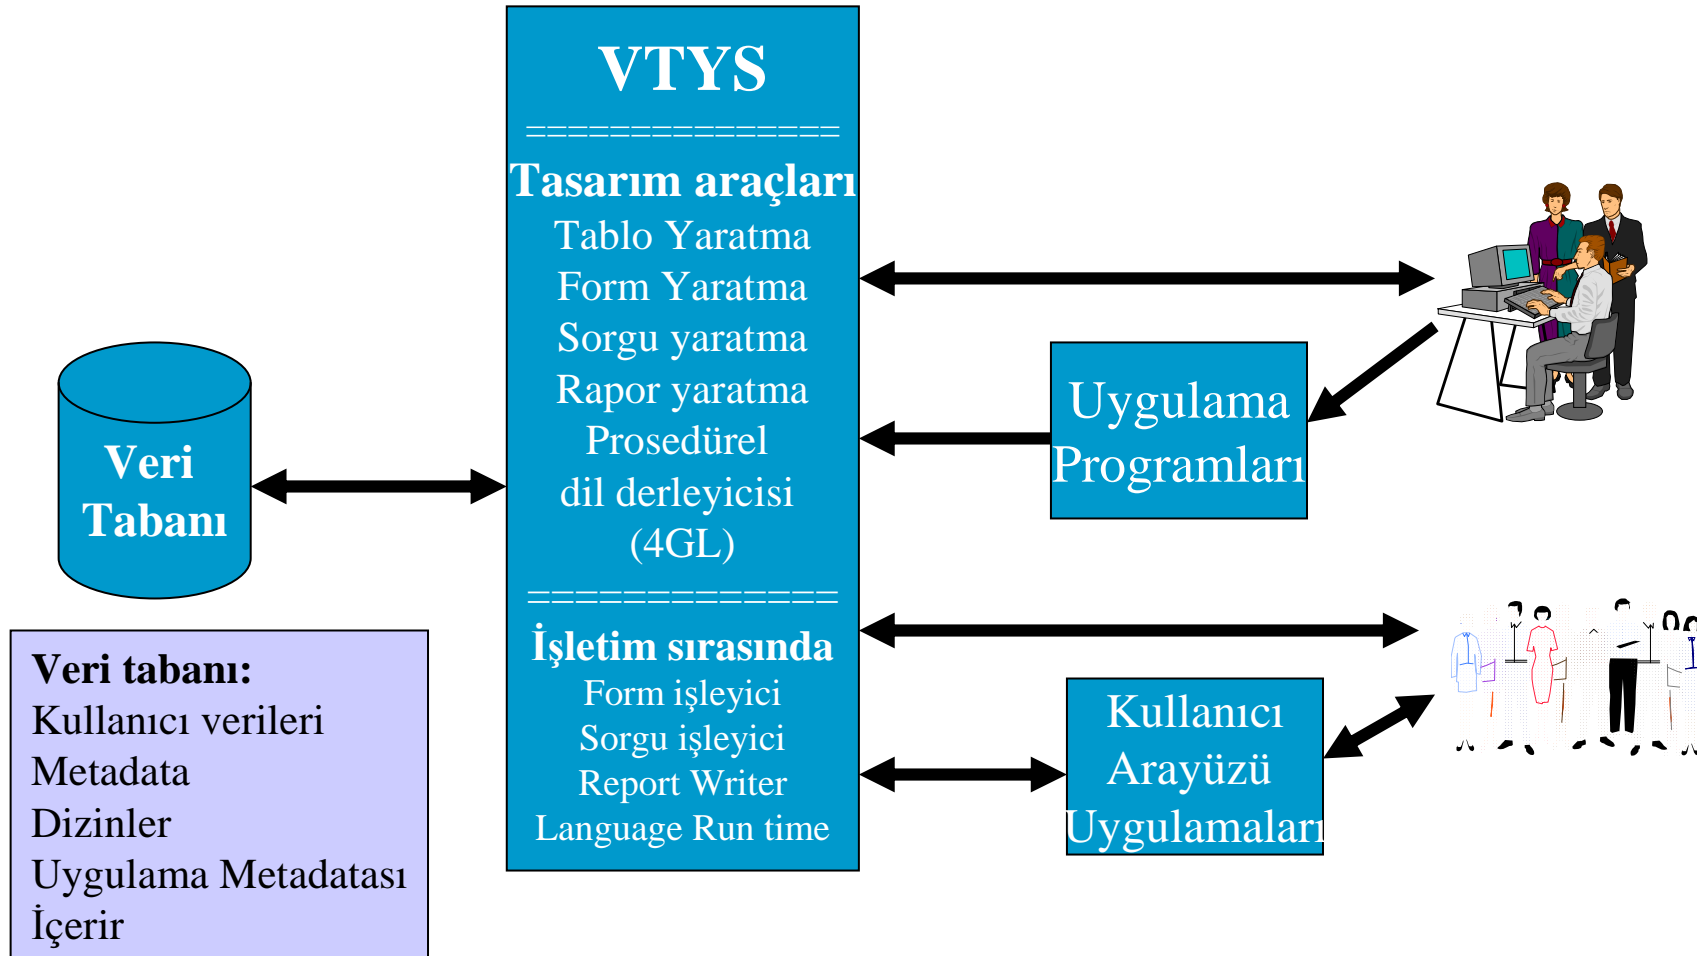 VTYS
===============
Tasarım araçları
Tablo Yaratma
Form Yaratma
Sorgu yaratma
Rapor yaratma
Prosedürel
dil derleyicisi
(4GL)
=============
İşletim sırasında
Form işleyici
Sorgu işleyici
Report Writer
Language Run time
Veri
Tabanı
Veri tabanı:
Kullanıcı verileri
Metadata
Dizinler
Uygulama Metadatası
İçerir
Uygulama
Programları
Kullanıcı
Arayüzü
Uygulamaları